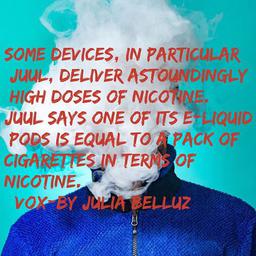 SOME DEVICES, IN PARTICULAR
JUUL, DELIVER ASTOUNDINGLY
HIGH DOSES OF NICOTINE.
JUUL SAYS ONE OF ITS E-LIQUID
PODS IS EQUAL TO A PACK OF
CIGARETTES IN TERMS OF
NICOTINE.
VOX-BY JULIA BELLUZ